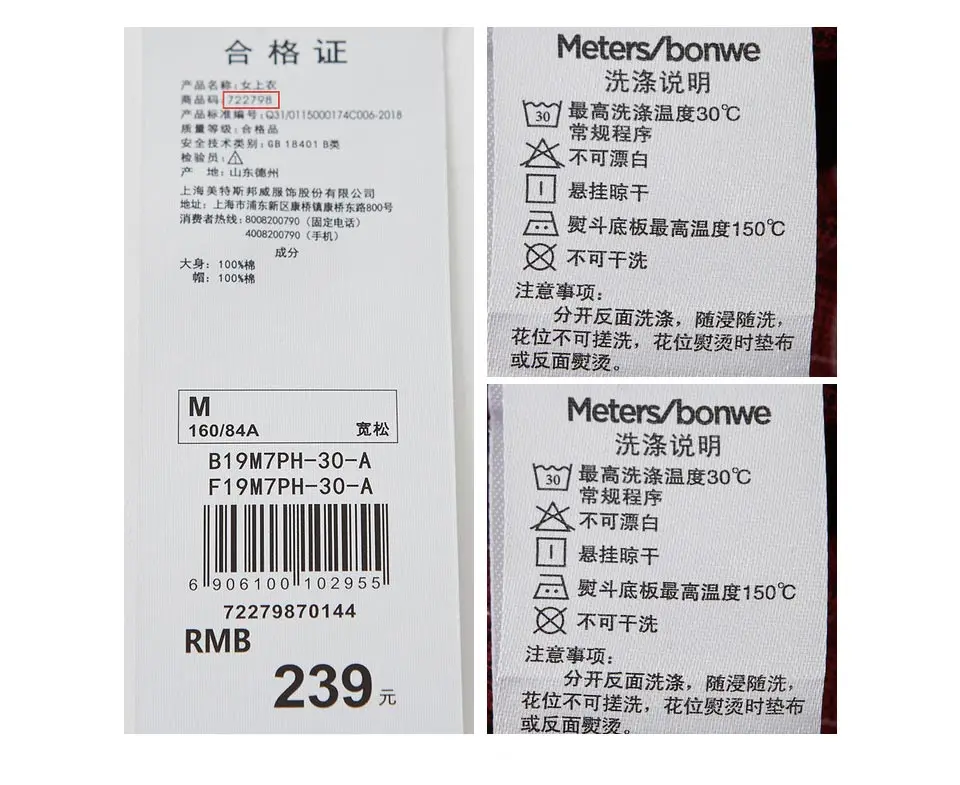 合格证
产品名称:女上衣
商品码:722798
产品标准编号:Q31/0115000174C006-2018
质量等级:合格品
安全技术类别:GB 18401 B类
检验员:
产 地:山东德州
上海美特斯邦威服饰股份有限公司
地址:上海市浦东新区康桥镇康桥东路800号
消费者热线:8008200790(固定电话)
4008200790(手机)
成分
大身:100%棉
帽:100%棉
M
160/84A 宽松
B19M7PH-30-A
F19M7PH-30-A
6 906100 102955
72279870144
RMB
239元
Meters/bonwe
洗涤说明
30 最高洗涤温度30℃
常规程序
不可漂白
悬挂晾干
熨斗底板最高温度150℃
不可干洗
注意事项:
分开反面洗涤，随浸随洗，
花位不可搓洗，花位熨烫时垫布
或反面熨烫。
Meters/bonwe
洗涤说明
30 最高洗涤温度30℃
常规程序
不可漂白
悬挂晾干
熨斗底板最高温度150℃
不可干洗
注意事项:
分开反面洗涤，随浸随洗，
花位不可搓洗，花位熨烫时垫布
或反面熨烫。